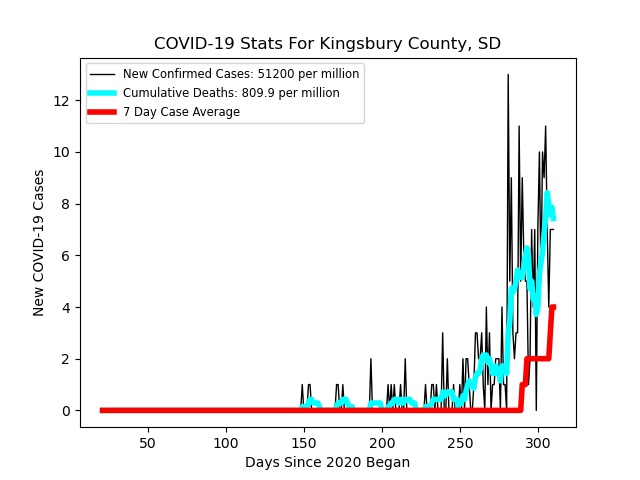 COVID-19 Stats For Kingsbury County, SD
New Confirmed Cases: 51200 per million
Cumulative Deaths: 809.9 per million
7 Day Case Average
New COVID-19 Cases
12
10
8
6
4
2
0
50 100 150 200 250 300
Days Since 2020 Began